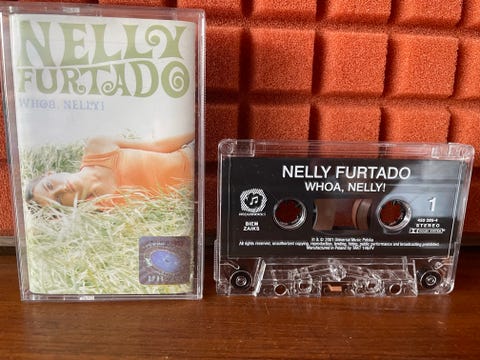 NELLY
FURTADO
WHOA, NELLY!
NELLY FURTADO
WHOA, NELLY!
BIEM
ZAIKS
1
STEREO
℗ & © 2001 Universal Music Polska
All rights reserved, unauthorized copying, reproduction, lending, hiring, public performance and broadcasting prohibited.
Manufactured in Poland by